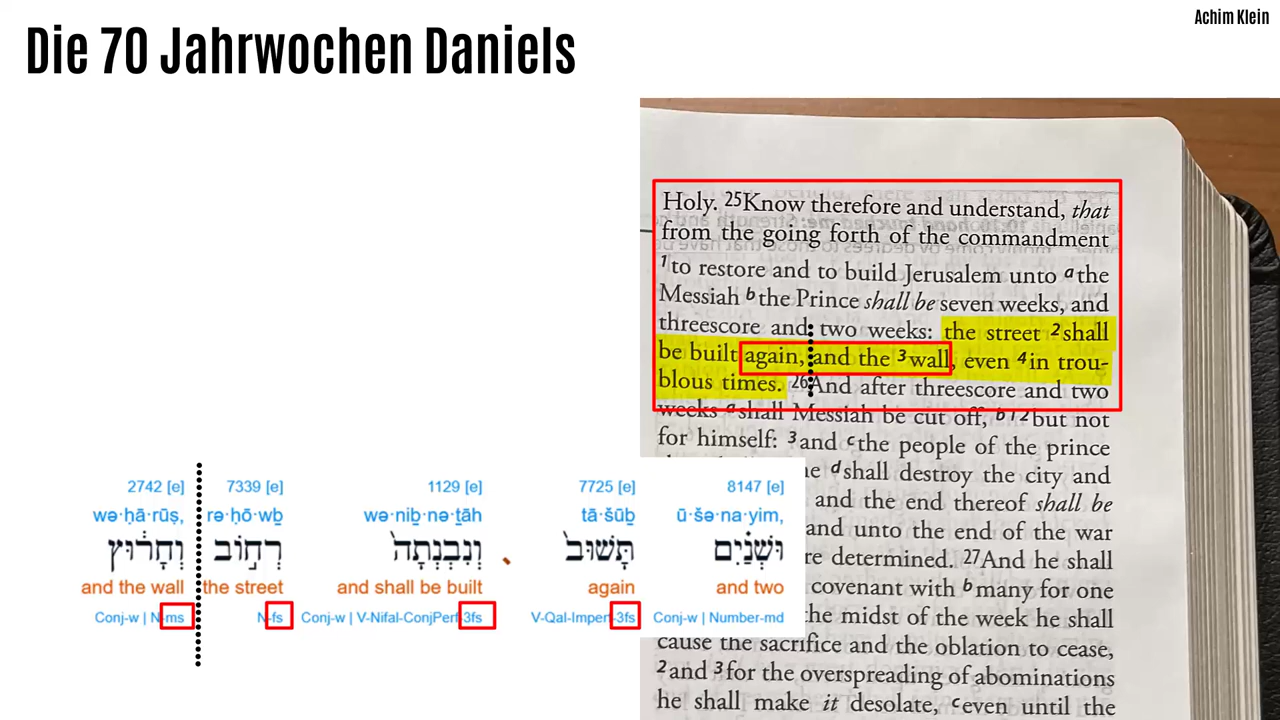 Achim Klein
Die 70 Jahrwochen Daniels
Holy. 25Know therefore and understand, that
from the going forth of the commandment
1to restore and to build Jerusalem unto athe
Messiah bthe Prince shall be seven weeks, and
threescore and two weeks: the street 2shall
be built again, and the 3wall, even 4in trou-
blous times. 26And after threescore and two
weeks ashall Messiah be cut off, b 1 2but not
for himself: 3and cthe people of the prince
dshall destroy the city and
and the end thereof shall be
and unto the end of the war
determined. 27And he shall
covenant with bmany for one
the midst of the week he shall
cause the sacrifice and the oblation to cease,
2and 3for the overspreading of abominations
he shall make it desolate, ceven until the
2742 [e] 7339 [e] 1129 [e] 7725 [e] 8147 [e]
wə·ḥā·rūṣ, rə·ḥō·wḇ wə·niḇ·nə·ṯāh tā·šūḇ ū·šə·na·yim,
וְחָר֔וּץ רְח֣וֹב וְנִבְנְתָה֙ תָּשׁוּב֙ וּשְׁנַ֗יִם
and the wall the street and shall be built again and two
Conj-w | N-ms N-fs Conj-w | V-Nifal-ConjPerf-3fs V-Qal-Imperf-3fs Conj-w | Number-md